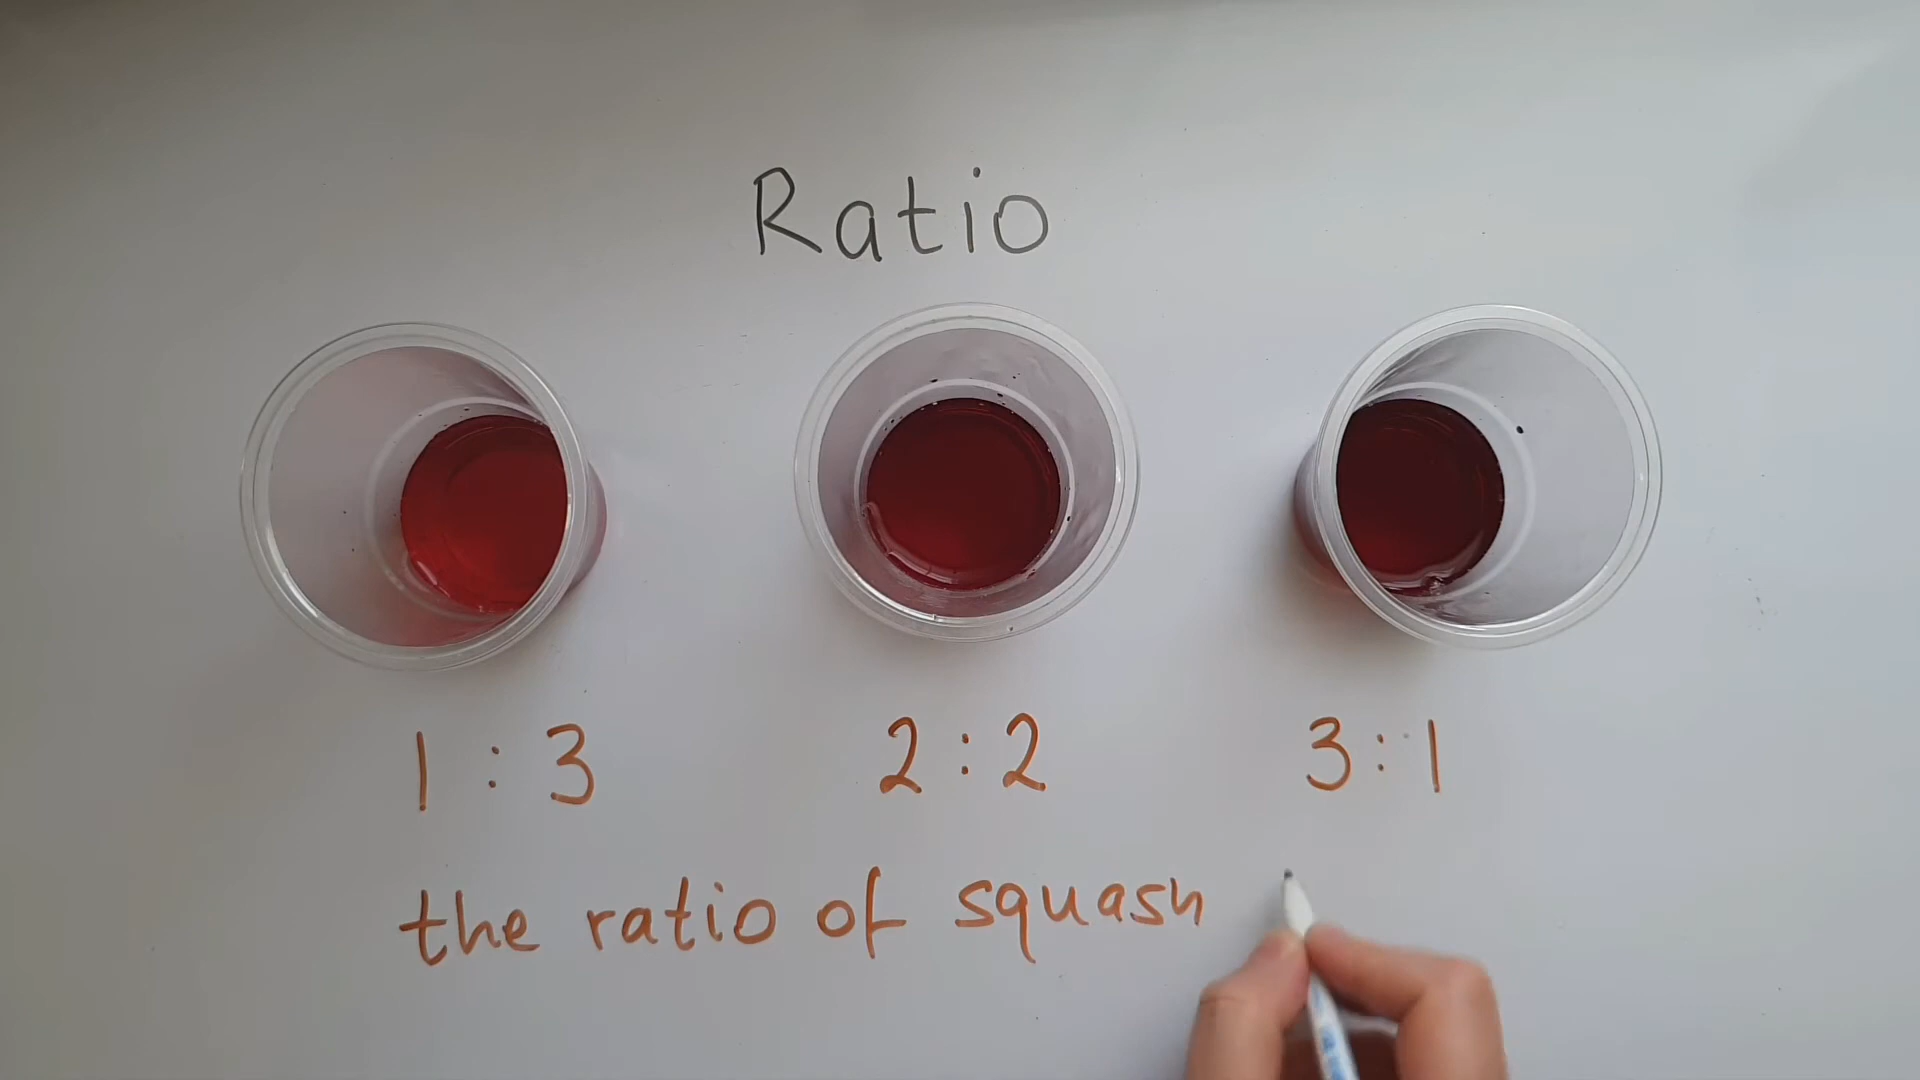 Ratio
1 : 3 2 : 2 3 : 1
the ratio of squash